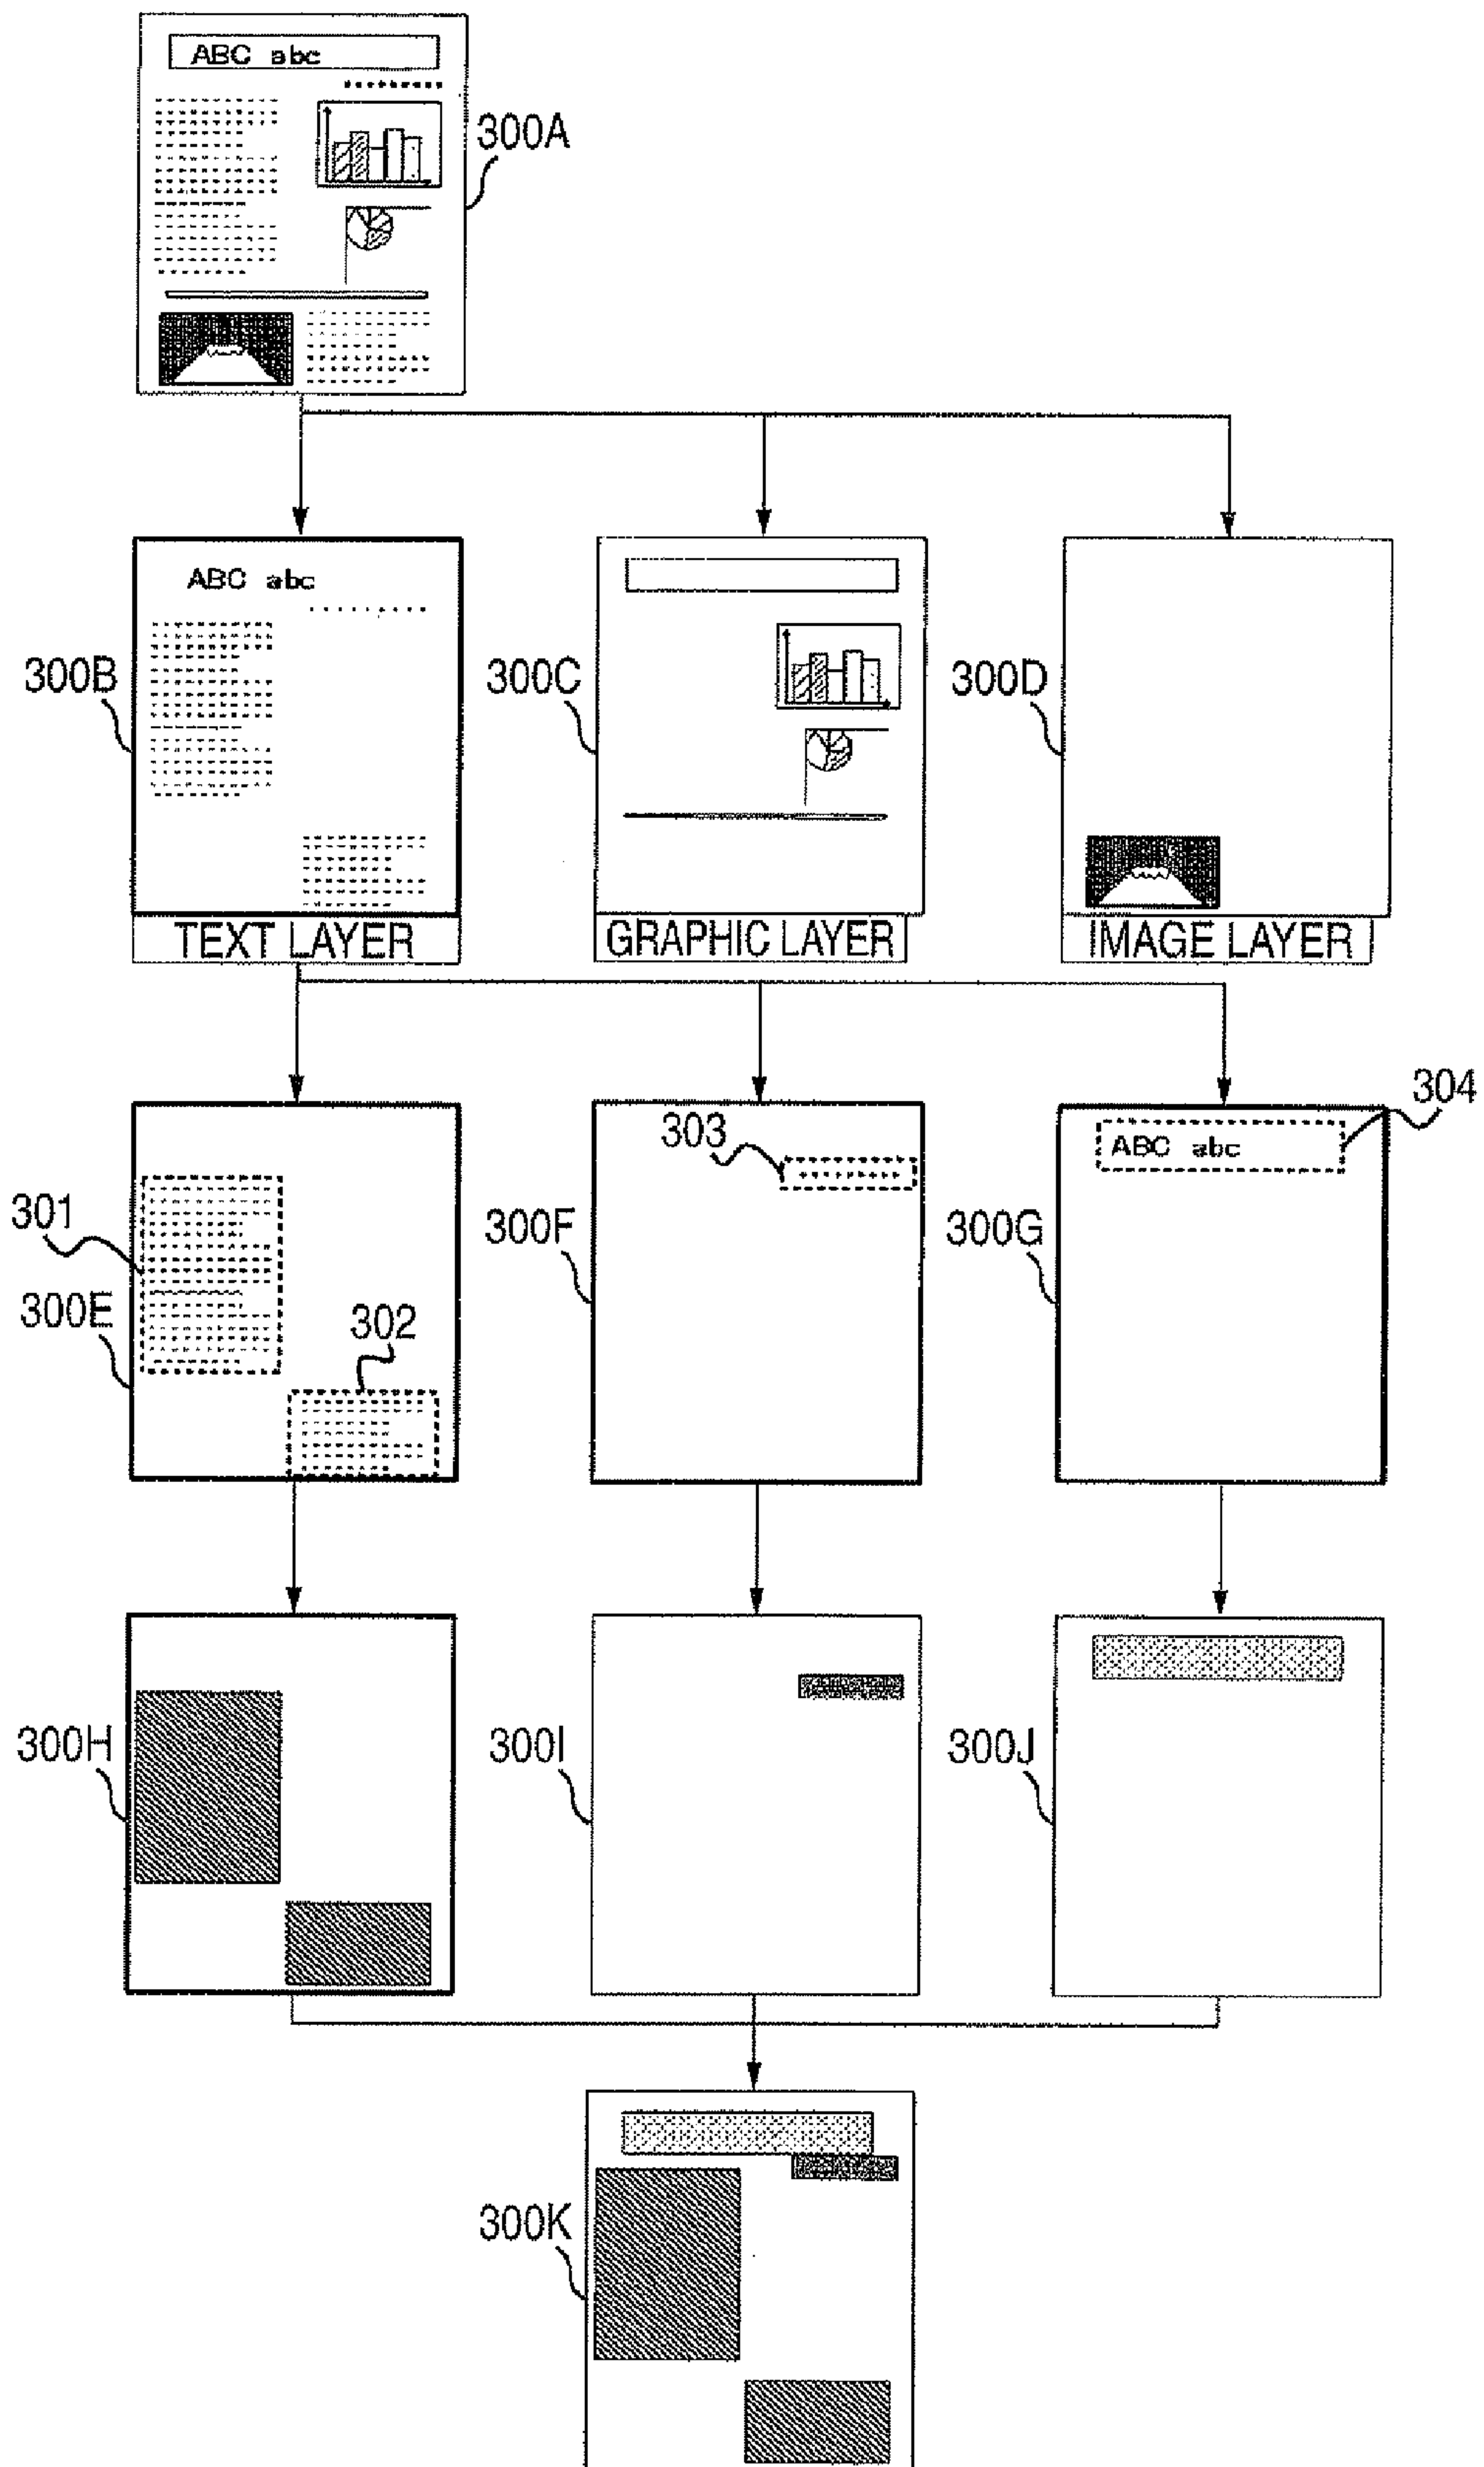 ABC abc
300A
ABC abc
300B
300C
300D
TEXT LAYER
GRAPHIC LAYER
IMAGE LAYER
304
303
ABC abc
301
300F
300G
300E
302
300H
300I
300J
300K